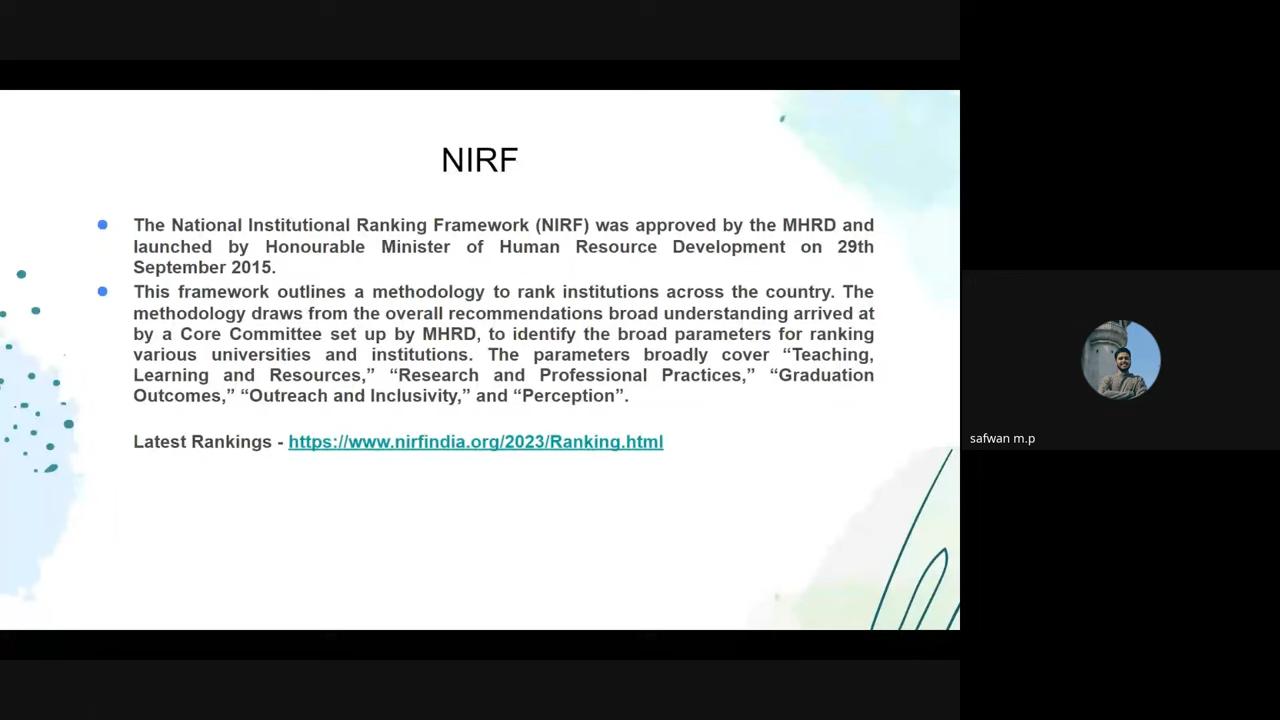 NIRF
The National Institutional Ranking Framework (NIRF) was approved by the MHRD and
launched by Honourable Minister of Human Resource Development on 29th
September 2015.
This framework outlines a methodology to rank institutions across the country. The
methodology draws from the overall recommendations broad understanding arrived at
by a Core Committee set up by MHRD, to identify the broad parameters for ranking
various universities and institutions. The parameters broadly cover “Teaching,
Learning and Resources,” “Research and Professional Practices,” “Graduation
Outcomes,” “Outreach and Inclusivity,” and “Perception”.
Latest Rankings - https://www.nirfindia.org/2023/Ranking.html
safwan m.p